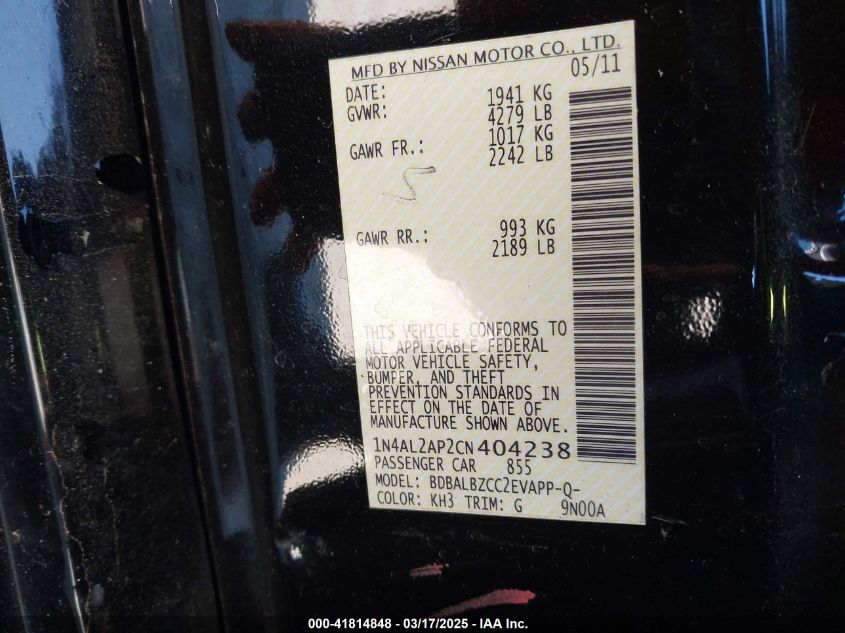 MFD BY NISSAN MOTOR CO., LTD.
DATE: 05/11
GVWR: 1941 KG
4279 LB
GAWR FR.: 1017 KG
2242 LB
GAWR RR.: 993 KG
2189 LB
THIS VEHICLE CONFORMS TO
ALL APPLICABLE FEDERAL
MOTOR VEHICLE SAFETY,
BUMPER, AND THEFT
PREVENTION STANDARDS IN
EFFECT ON THE DATE OF
MANUFACTURE SHOWN ABOVE.
1N4AL2AP2CN404238
PASSENGER CAR 855
MODEL: BDBALBZCC2EVAPP-Q-
COLOR: KH3 TRIM: G 9N00A
000-41814848 - 03/17/2025 - IAA Inc.